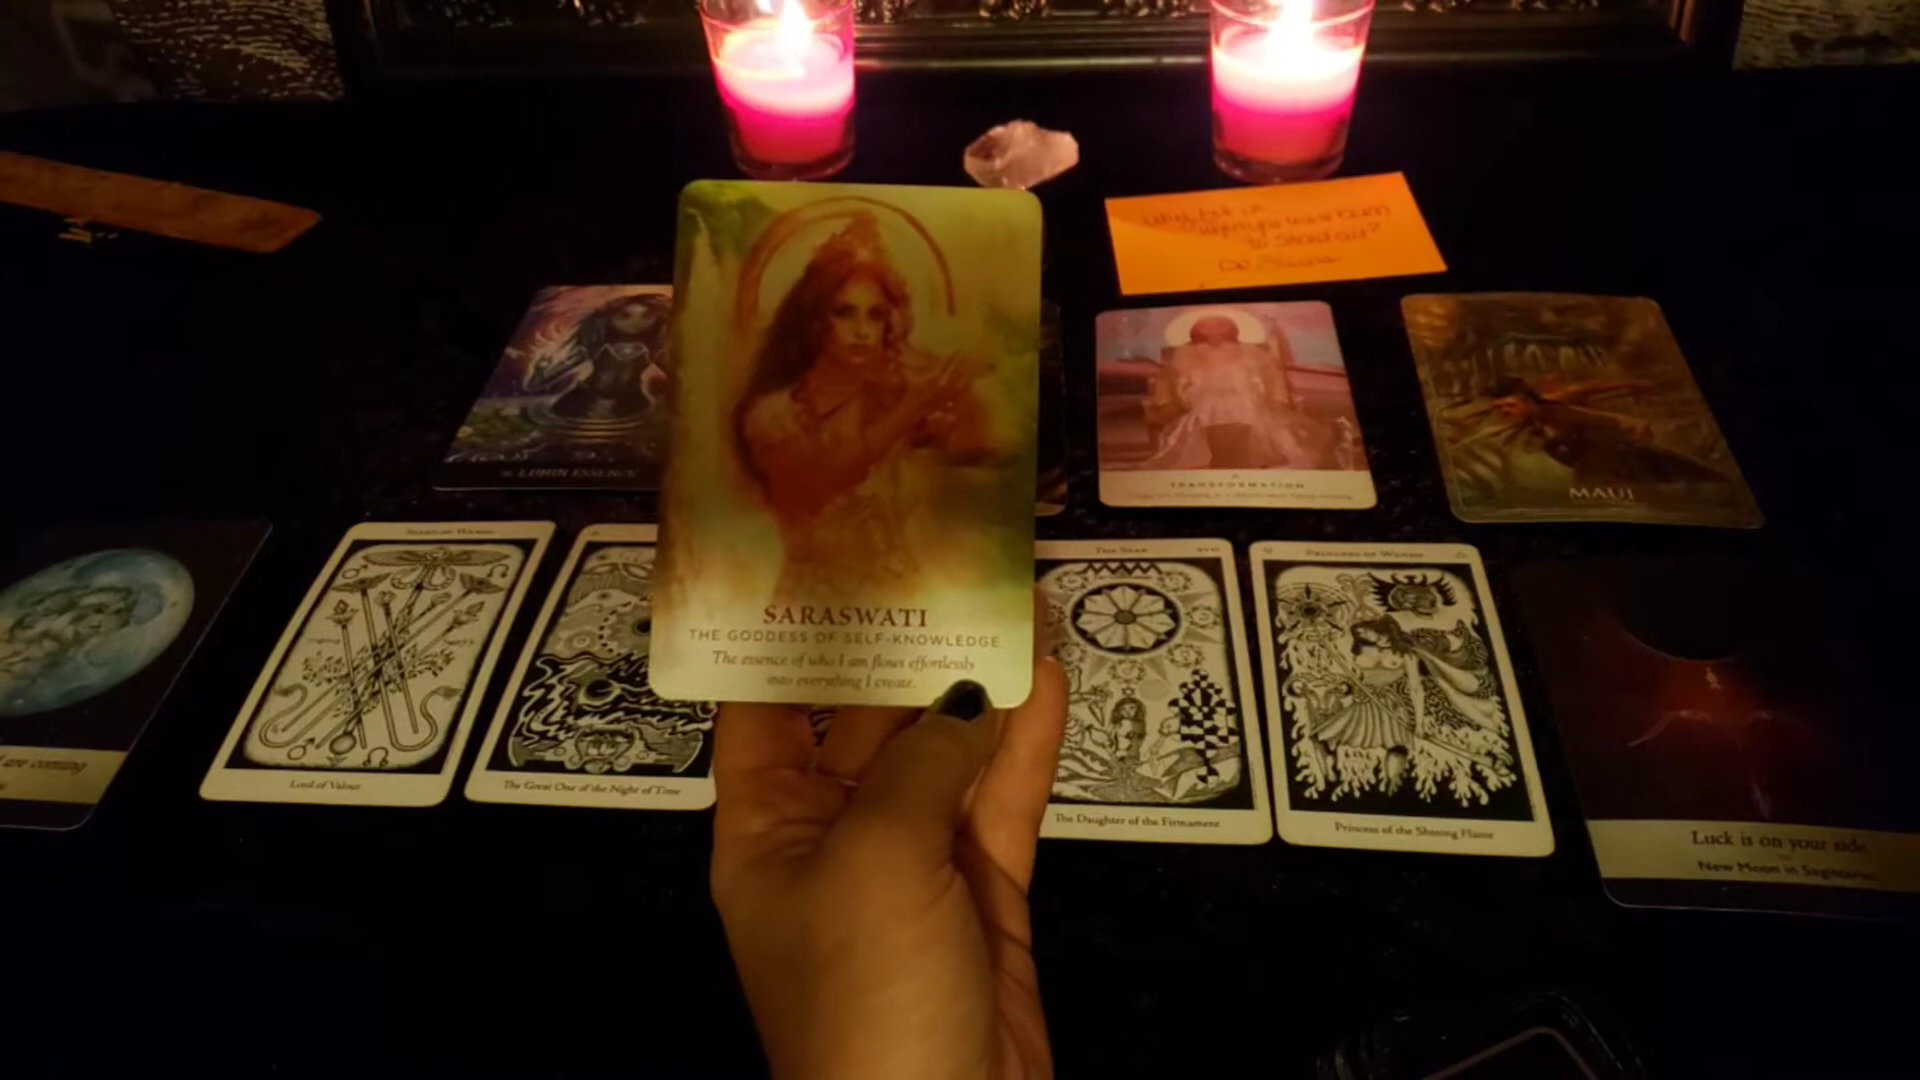 LUMIN ESSENCE
TRANSFORMATION
MAUI
SARASWATI
THE GODDESS OF SELF-KNOWLEDGE
The essence of who I am flows effortlessly
into everything I create.
are coming
Lord of Valour
The Great One of the Night of Time
The Star XVII
The Daughter of the Firmament
Princess of Wands
Princess of the Shining Flame
Luck is on your side
New Moon in Sagittarius